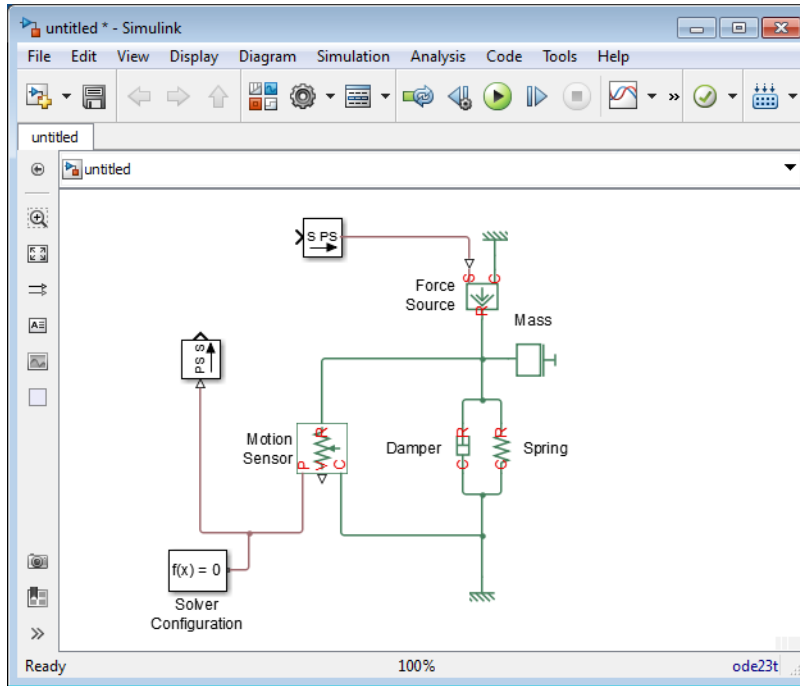 untitled * - Simulink
File Edit View Display Diagram Simulation Analysis Code Tools Help
»
untitled
untitled
S PS
S C
Force
Source
R
Mass
PS S
Motion
Sensor
R
P V C
Damper
R
C
R
C
Spring
f(x) = 0
Solver
Configuration
»
Ready 100% ode23t